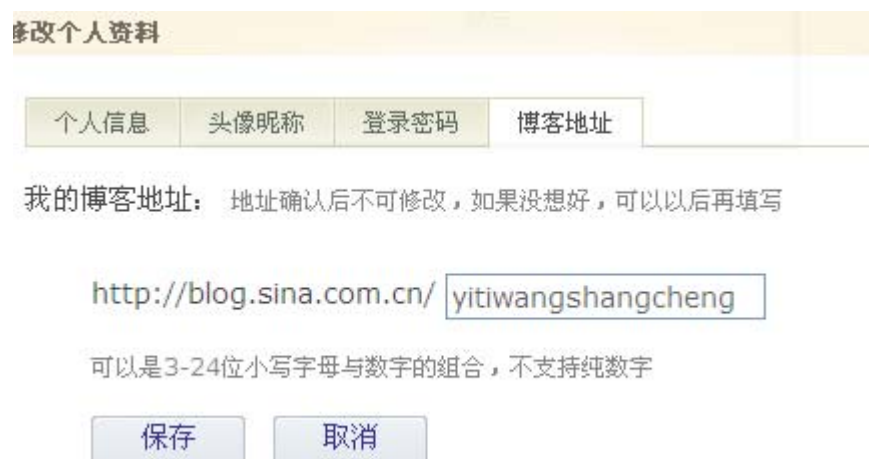 修改个人资料
个人信息 头像昵称 登录密码 博客地址
我的博客地址： 地址确认后不可修改，如果没想好，可以以后再填写
http://blog.sina.com.cn/ yitiwangshangcheng
可以是3-24位小写字母与数字的组合，不支持纯数字
保存 取消